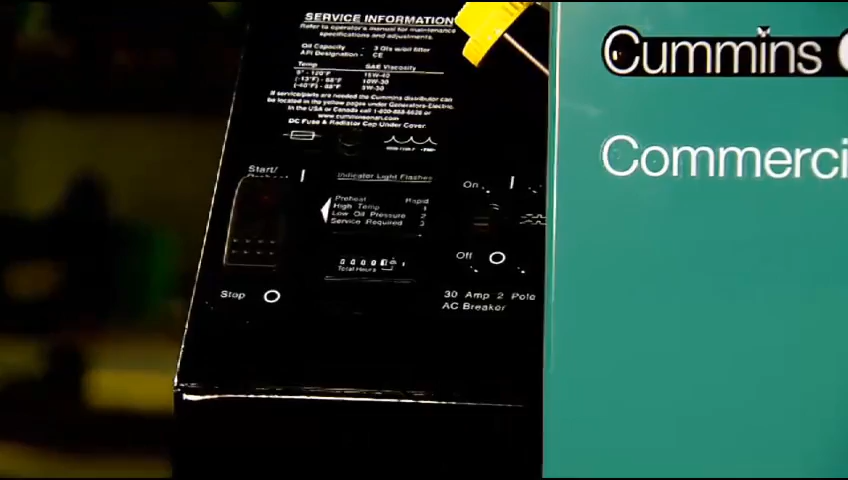 SERVICE INFORMATION
Refer to operator's manual for maintenance
specifications and adjustments.
Oil Capacity - 3 Qts w/oil filter
API Designation - CE
Temp SAE Viscosity
5° - 120°F 15W-40
(-13°F) - 68°F 10W-30
(-40°F) - 68°F 5W-30
If service/parts are needed the Cummins distributor can
be located in the yellow pages under Generators-Electric.
In the USA or Canada call 1-800-888-6626 or
www.cumminsonan.com
DC Fuse & Radiator Cap Under Cover.
Start/
Indicator Light Flashes
Preheat Rapid
High Temp 1
Low Oil Pressure 2
Service Required 3
Total Hours
Stop
On
Off
30 Amp 2 Pole
AC Breaker
Cummins
Commerci